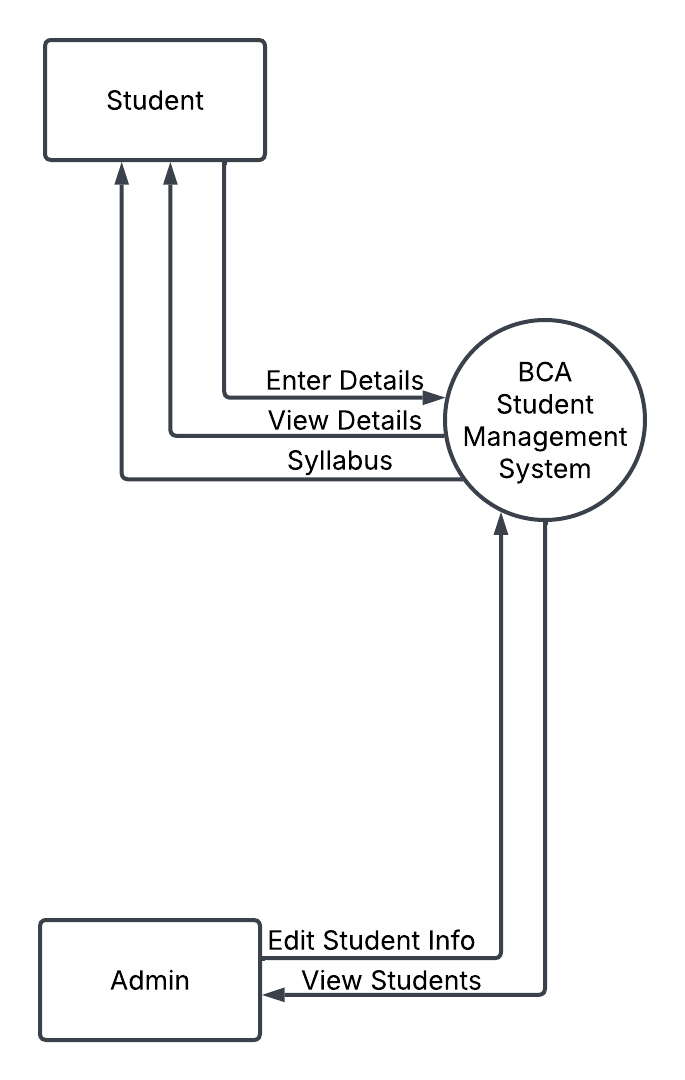 Student
Enter Details
View Details
Syllabus
BCA
Student
Management
System
Edit Student Info
Admin
View Students